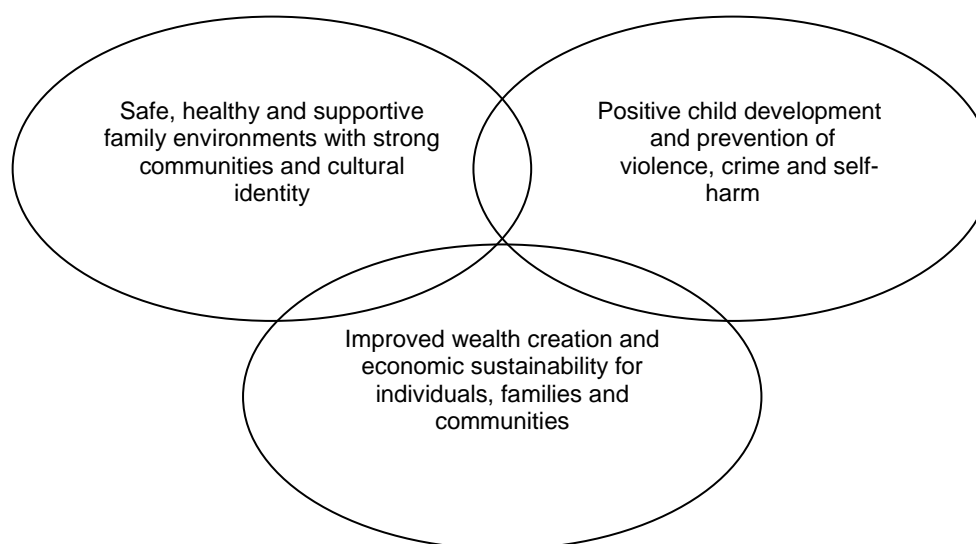 Safe, healthy and supportive
family environments with strong
communities and cultural
identity
Positive child development
and prevention of
violence, crime and self-
harm
Improved wealth creation and
economic sustainability for
individuals, families and
communities